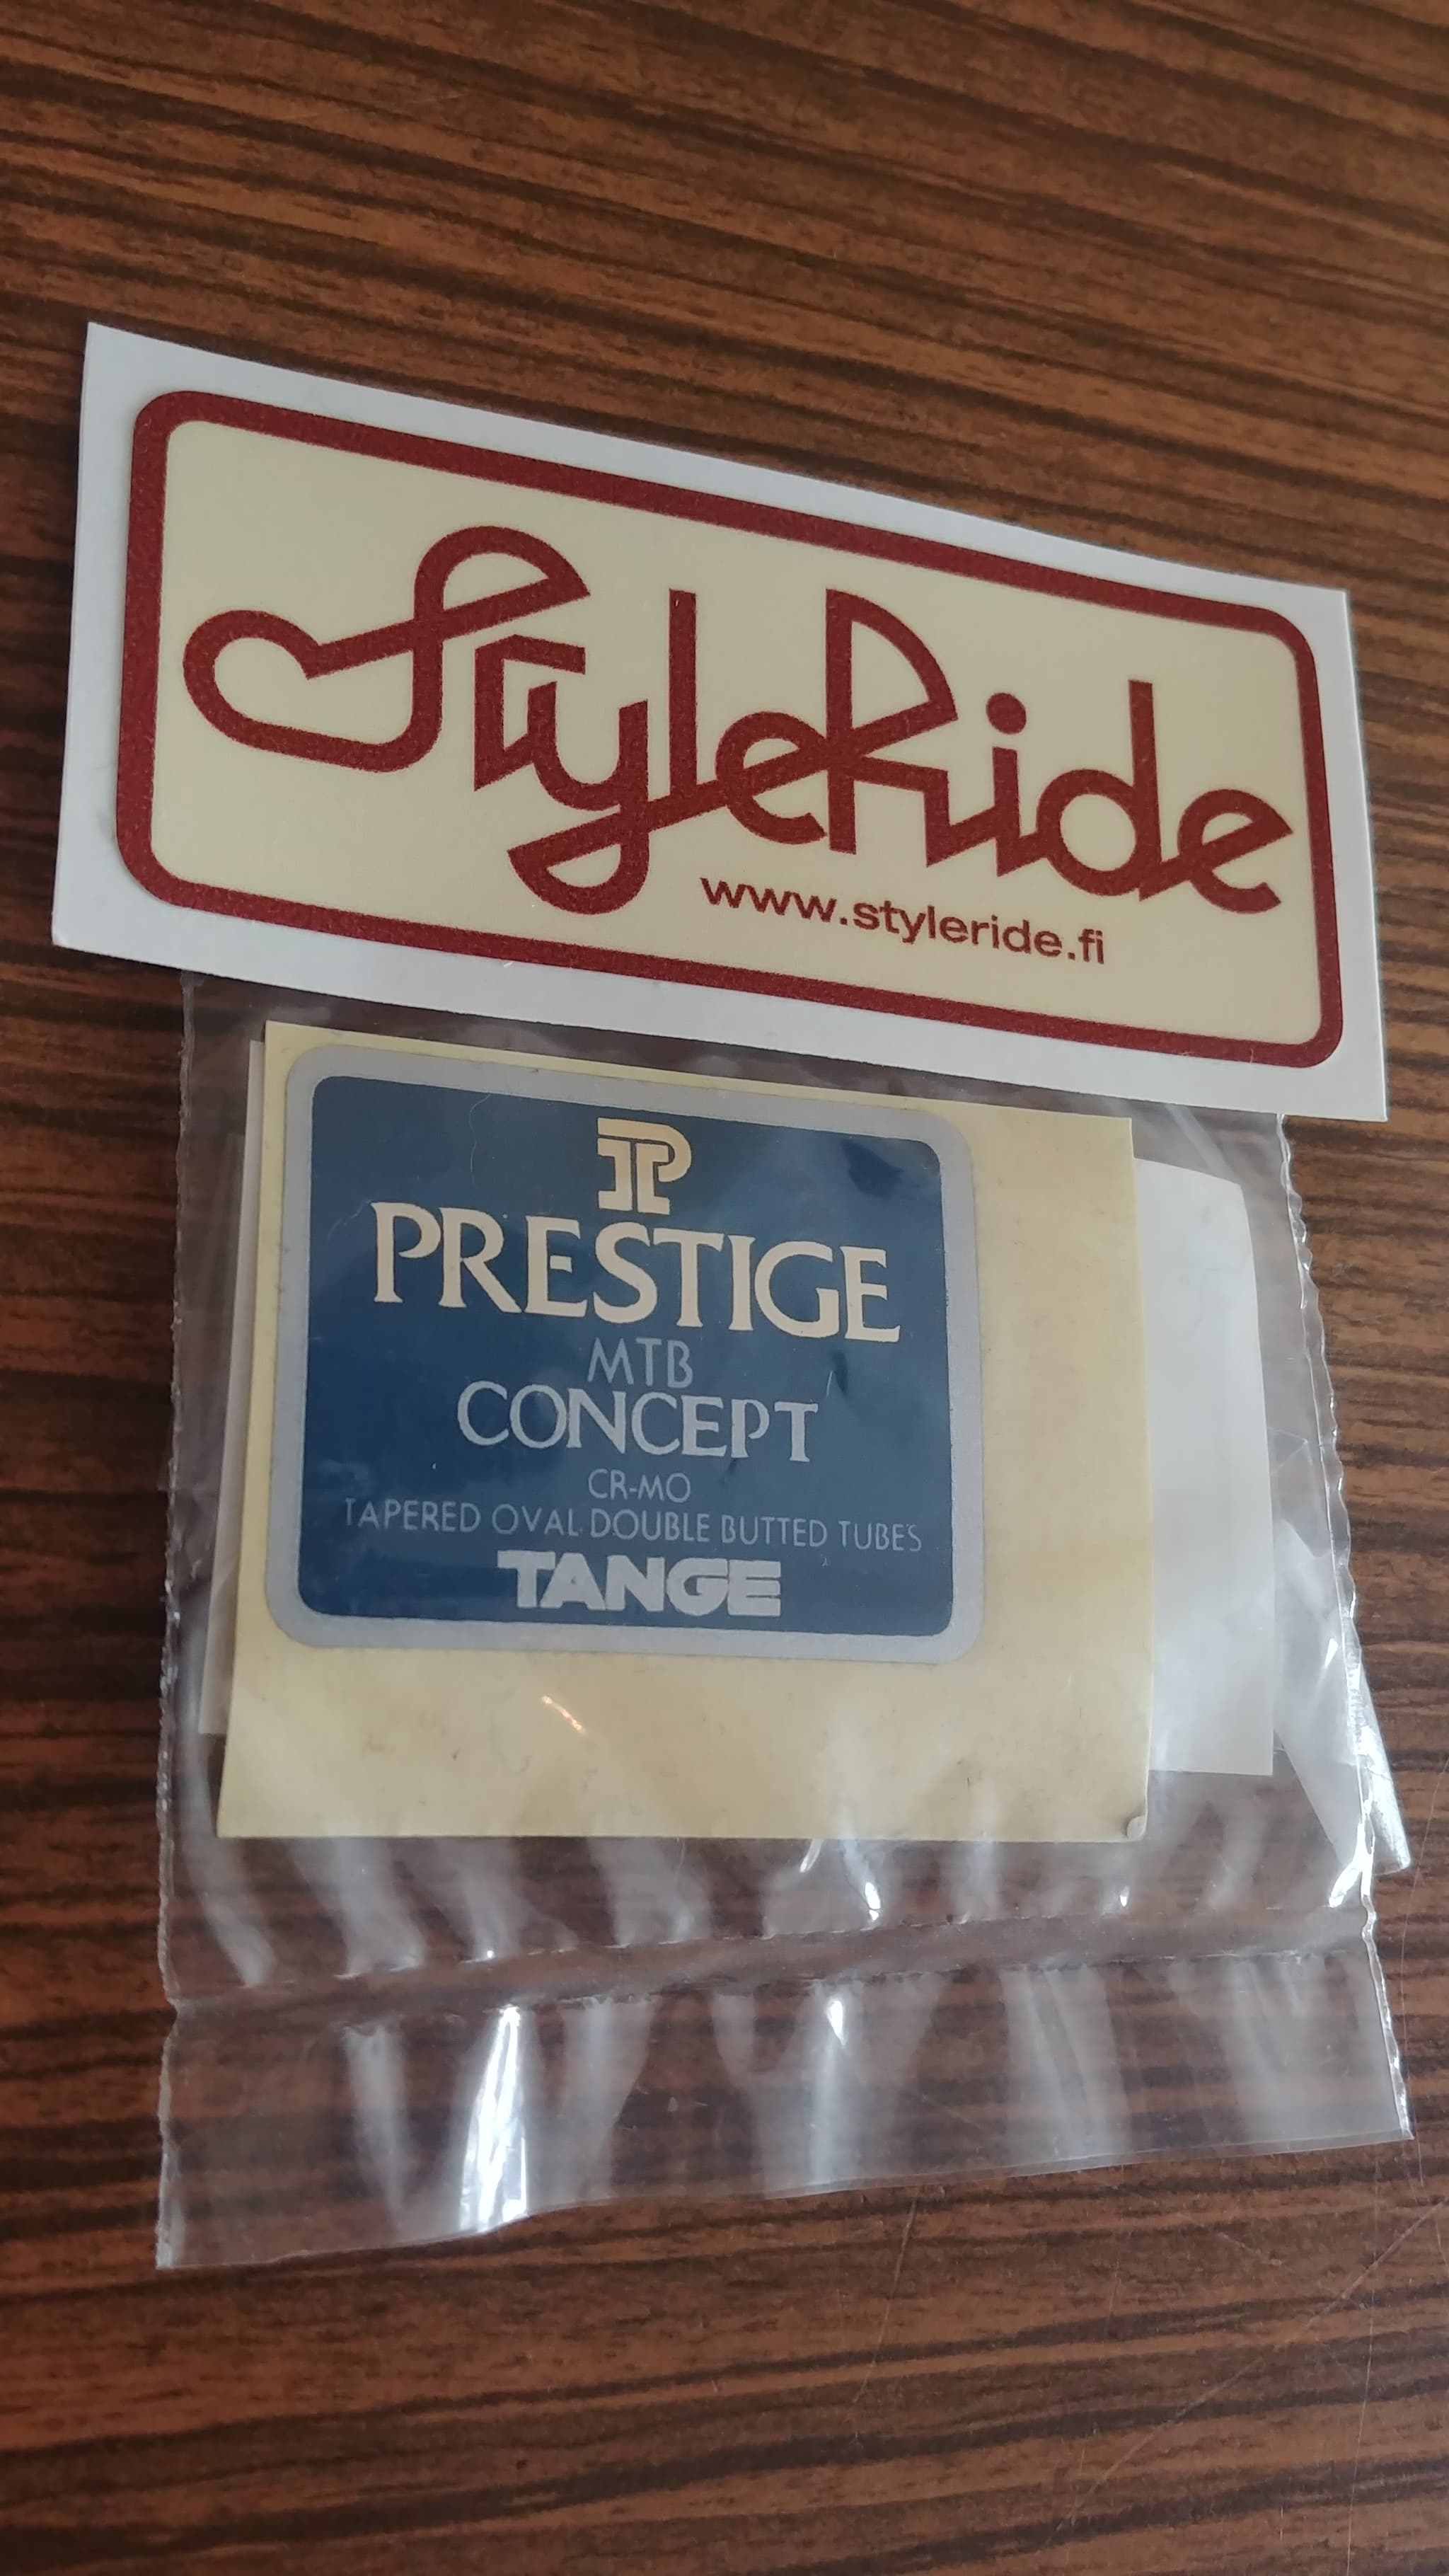 StyleRide
www.styleride.fi
P
PRESTIGE
MTB
CONCEPT
CR-MO
TAPERED OVAL DOUBLE BUTTED TUBES
TANGE